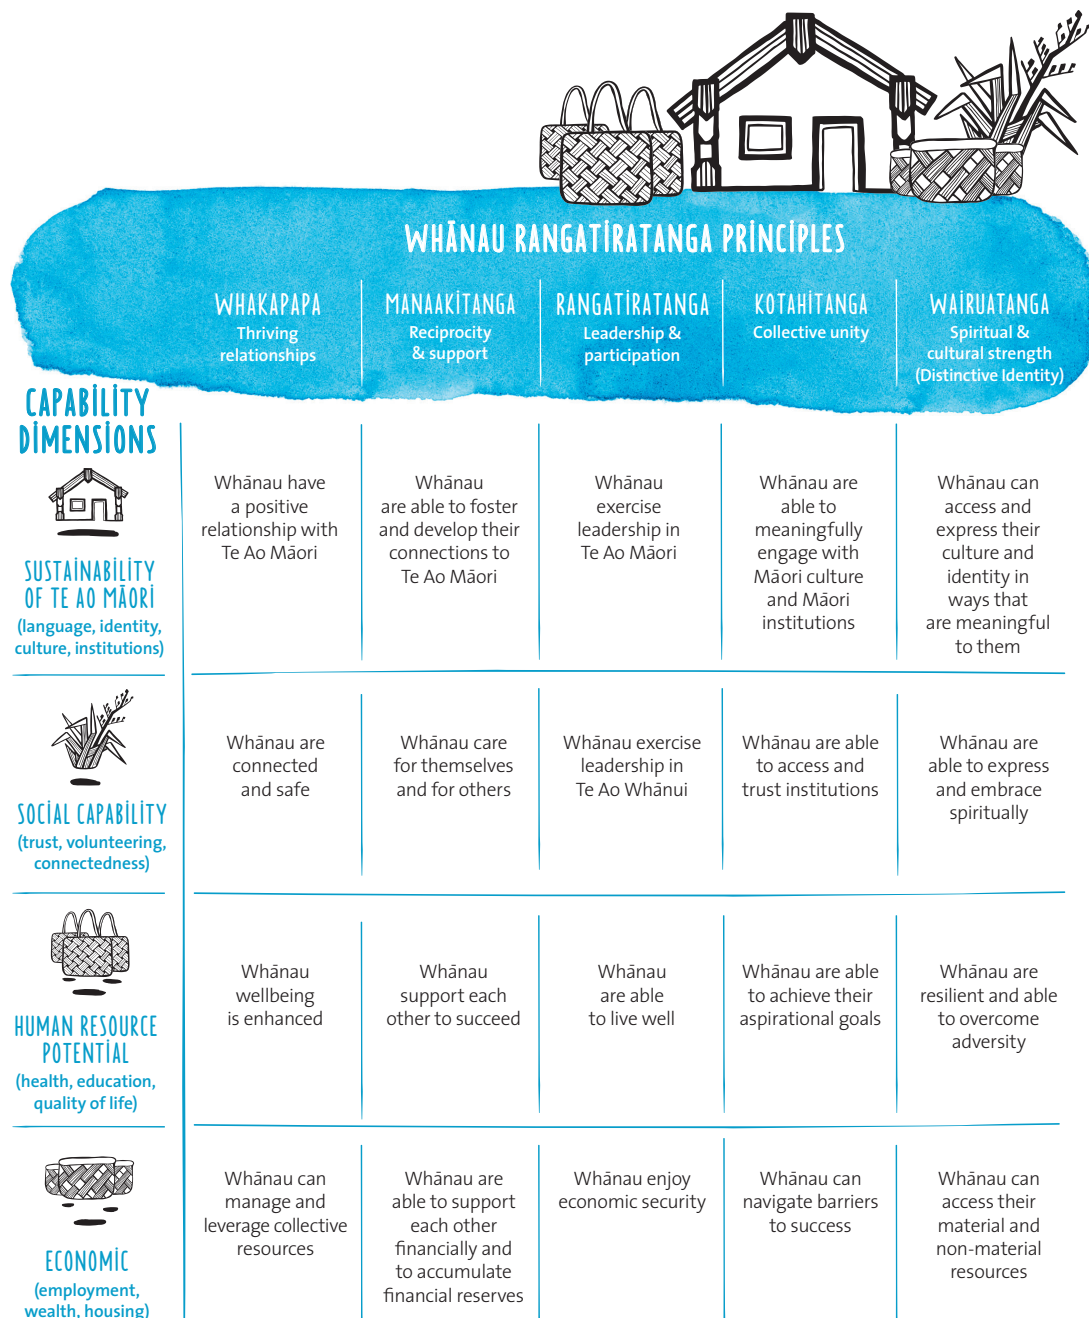 WHĀNAU RANGATIRATANGA PRINCIPLES
WHAKAPAPA
Thriving
relationships
MANAAKITANGA
Reciprocity
& support
RANGATIRATANGA
Leadership &
participation
KOTAHITANGA
Collective unity
WAIRUATANGA
Spiritual &
cultural strength
(Distinctive Identity)
CAPABILITY
DIMENSIONS
SUSTAINABILITY
OF TE AO MĀORI
(language, identity,
culture, institutions)
Whānau have
a positive
relationship with
Te Ao Māori
Whānau
are able to foster
and develop their
connections to
Te Ao Māori
Whānau
exercise
leadership in
Te Ao Māori
Whānau are
able to
meaningfully
engage with
Māori culture
and Māori
institutions
Whānau can
access and
express their
culture and
identity in
ways that
are meaningful
to them
SOCIAL CAPABILITY
(trust, volunteering,
connectedness)
Whānau are
connected
and safe
Whānau care
for themselves
and for others
Whānau exercise
leadership in
Te Ao Whānui
Whānau are able
to access and
trust institutions
Whānau are
able to express
and embrace
spiritually
HUMAN RESOURCE
POTENTIAL
(health, education,
quality of life)
Whānau
wellbeing
is enhanced
Whānau
support each
other to succeed
Whānau
are able
to live well
Whānau are able
to achieve their
aspirational goals
Whānau are
resilient and able
to overcome
adversity
ECONOMIC
(employment,
wealth, housing)
Whānau can
manage and
leverage collective
resources
Whānau are
able to support
each other
financially and
to accumulate
financial reserves
Whānau enjoy
economic security
Whānau can
navigate barriers
to success
Whānau can
access their
material and
non-material
resources